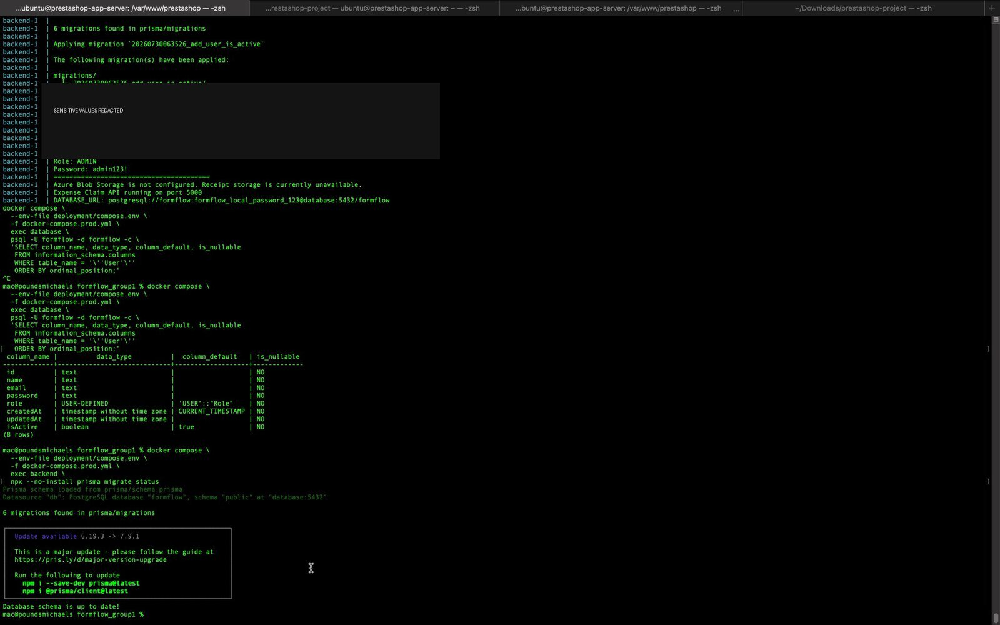 ...ubuntu@prestashop-app-server: /var/www/prestashop — -zsh
...restashop-project — ubuntu@prestashop-app-server: ~ — -zsh
...buntu@prestashop-app-server: /var/www/prestashop — -zsh ...
~/Downloads/prestashop-project — -zsh +
backend-1 |
backend-1 | 6 migrations found in prisma/migrations
backend-1 |
backend-1 | Applying migration `20260730063526_add_user_is_active`
backend-1 |
backend-1 | The following migration(s) have been applied:
backend-1 |
backend-1 | migrations/
backend-1 | └─ 20260730063526_add_user_is_active/
backend-1
backend-1
backend-1
SENSITIVE VALUES REDACTED
backend-1
backend-1
backend-1
backend-1
backend-1
backend-1
backend-1 | Role: ADMIN
backend-1 | Password: admin123!
backend-1 | ========================================
backend-1 | Azure Blob Storage is not configured. Receipt storage is currently unavailable.
backend-1 | Expense Claim API running on port 5000
backend-1 | DATABASE_URL: postgresql://formflow:formflow_local_password_123@database:5432/formflow
docker compose \
--env-file deployment/compose.env \
-f docker-compose.prod.yml \
exec database \
psql -U formflow -d formflow -c \
'SELECT column_name, data_type, column_default, is_nullable
FROM information_schema.columns
WHERE table_name = '\''User'\''
ORDER BY ordinal_position;'
^C
mac@poundsmichaels formflow_group1 % docker compose \
--env-file deployment/compose.env \
-f docker-compose.prod.yml \
exec database \
psql -U formflow -d formflow -c \
'SELECT column_name, data_type, column_default, is_nullable
FROM information_schema.columns
WHERE table_name = '\''User'\''
[ ORDER BY ordinal_position;' ]
column_name | data_type | column_default | is_nullable
-------------+-----------------------------+-------------------+-------------
id | text | | NO
name | text | | NO
email | text | | NO
password | text | | NO
role | USER-DEFINED | 'USER'::"Role" | NO
createdAt | timestamp without time zone | CURRENT_TIMESTAMP | NO
updatedAt | timestamp without time zone | | NO
isActive | boolean | true | NO
(8 rows)
mac@poundsmichaels formflow_group1 % docker compose \
--env-file deployment/compose.env \
-f docker-compose.prod.yml \
exec backend \
[ npx --no-install prisma migrate status ]
Prisma schema loaded from prisma/schema.prisma
Datasource "db": PostgreSQL database "formflow", schema "public" at "database:5432"
6 migrations found in prisma/migrations
Update available 6.19.3 -> 7.9.1
This is a major update - please follow the guide at
https://pris.ly/d/major-version-upgrade
Run the following to update
npm i --save-dev prisma@latest
npm i @prisma/client@latest
Database schema is up to date!
mac@poundsmichaels formflow_group1 %